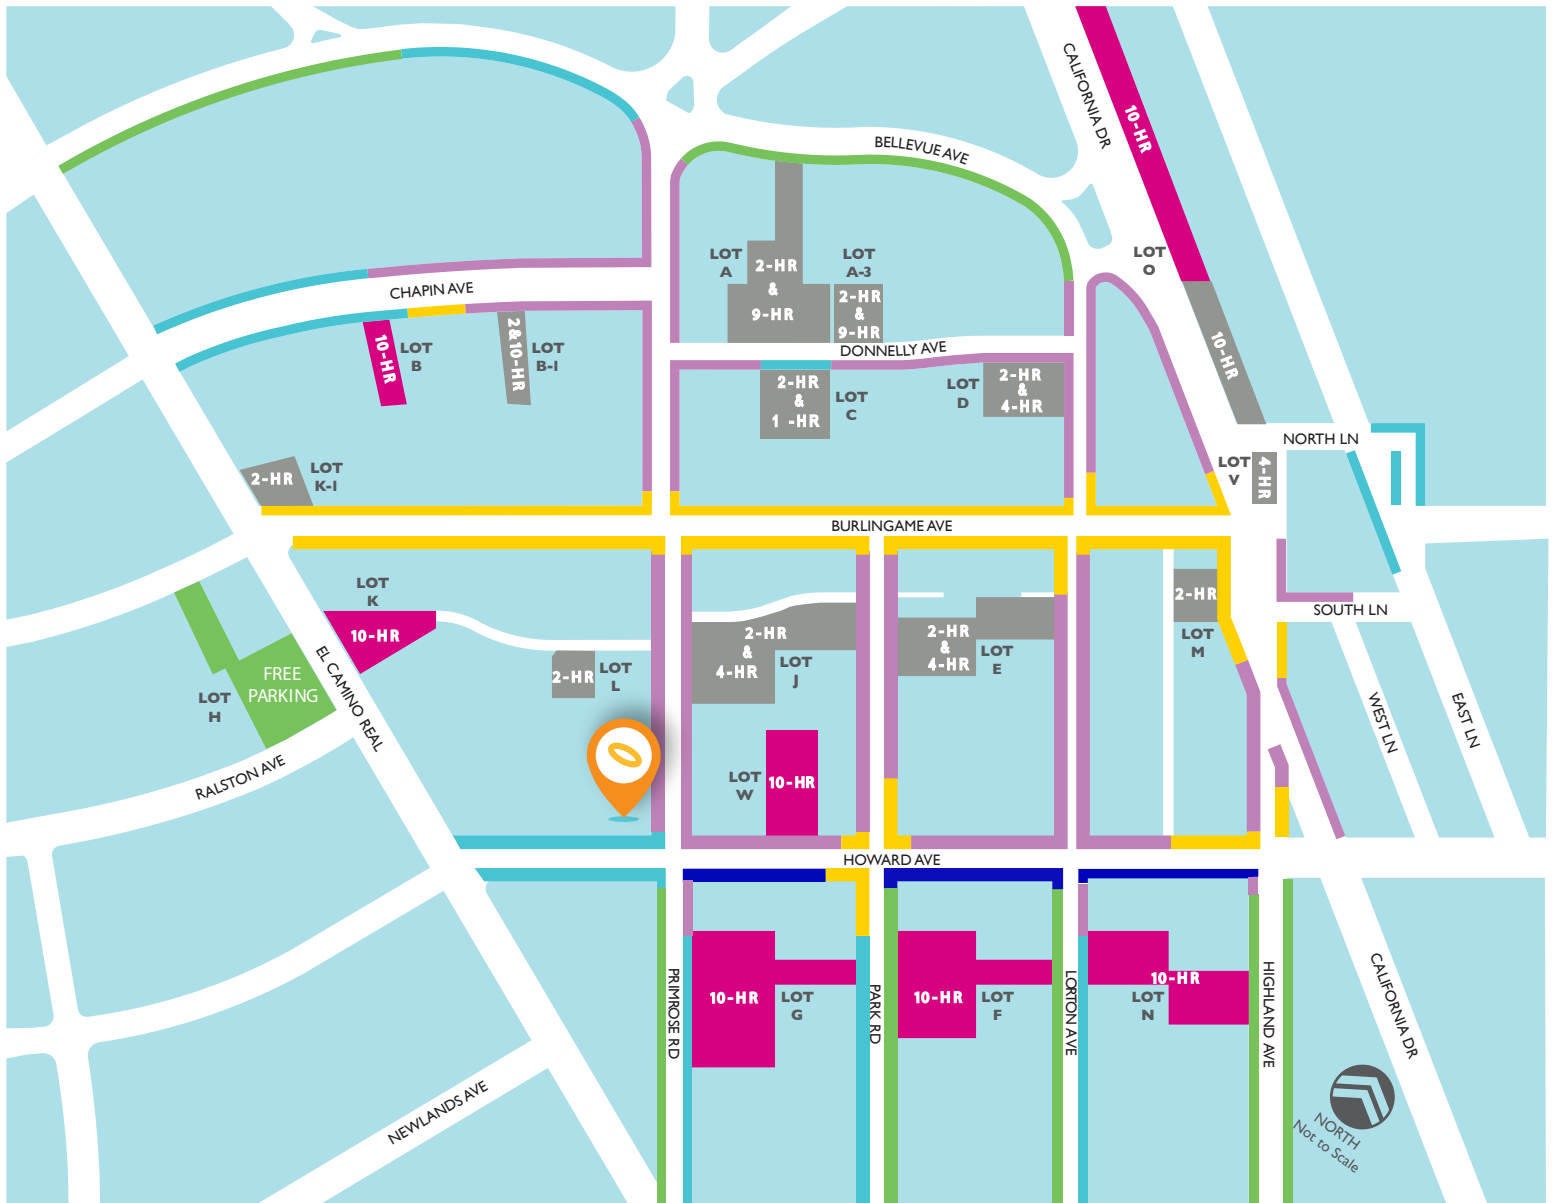 CALIFORNIA DR
10-HR
BELLEVUE AVE
LOT
O
LOT
A
2-HR
&
9-HR
LOT
A-3
2-HR
&
9-HR
CHAPIN AVE
10-HR
LOT
B
2&10-HR
LOT
B-I
DONNELLY AVE
2-HR
&
1 -HR
LOT
C
LOT
D
2-HR
&
4-HR
10-HR
NORTH LN
2-HR
LOT
K-I
LOT
V
4-HR
BURLINGAME AVE
LOT
K
10-HR
2-HR
LOT
L
2-HR
&
4-HR
LOT
J
2-HR
&
4-HR
LOT
E
2-HR
LOT
M
SOUTH LN
FREE
PARKING
LOT
H
EL CAMINO REAL
RALSTON AVE
LOT
W
10-HR
WEST LN
EAST LN
HOWARD AVE
PRIMROSE RD
10-HR
LOT
G
PARK RD
10-HR
LOT
F
LORTON AVE
10-HR
LOT
N
HIGHLAND AVE
CALIFORNIA DR
NEWLANDS AVE
NORTH
Not to Scale